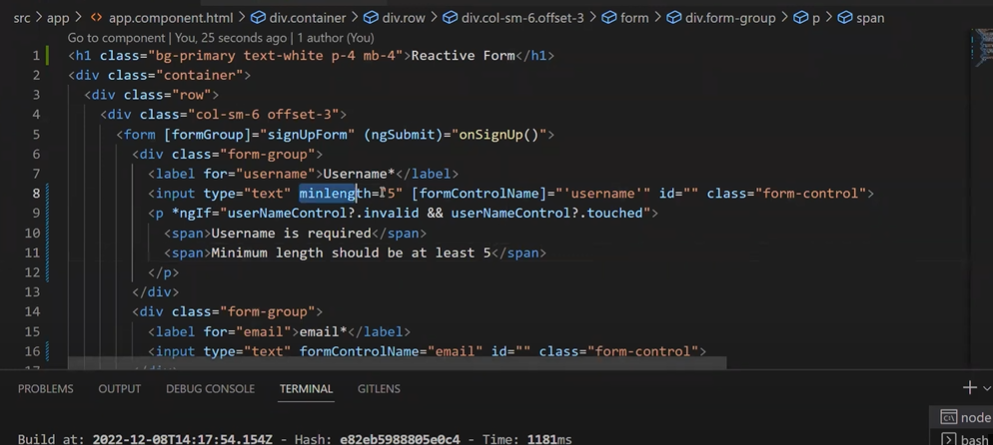 src > app > <> app.component.html > div.container > div.row > div.col-sm-6.offset-3 > form > div.form-group > p > span
Go to component | You, 25 seconds ago | 1 author (You)
1 <h1 class="bg-primary text-white p-4 mb-4">Reactive Form</h1>
2 <div class="container">
3 <div class="row">
4 <div class="col-sm-6 offset-3">
5 <form [formGroup]="signUpForm" (ngSubmit)="onSignUp()">
6 <div class="form-group">
7 <label for="username">Username*</label>
8 <input type="text" minlength="5" [formControlName]="'username'" id="" class="form-control">
9 <p *ngIf="userNameControl?.invalid && userNameControl?.touched">
10 <span>Username is required</span>
11 <span>Minimum length should be at least 5</span>
12 </p>
13 </div>
14 <div class="form-group">
15 <label for="email">email*</label>
16 <input type="text" formControlName="email" id="" class="form-control">
17 </div>
PROBLEMS OUTPUT DEBUG CONSOLE TERMINAL GITLENS
node
Build at: 2022-12-08T14:17:54.154Z - Hash: e82eb5988805e0c4 - Time: 1181ms
bash